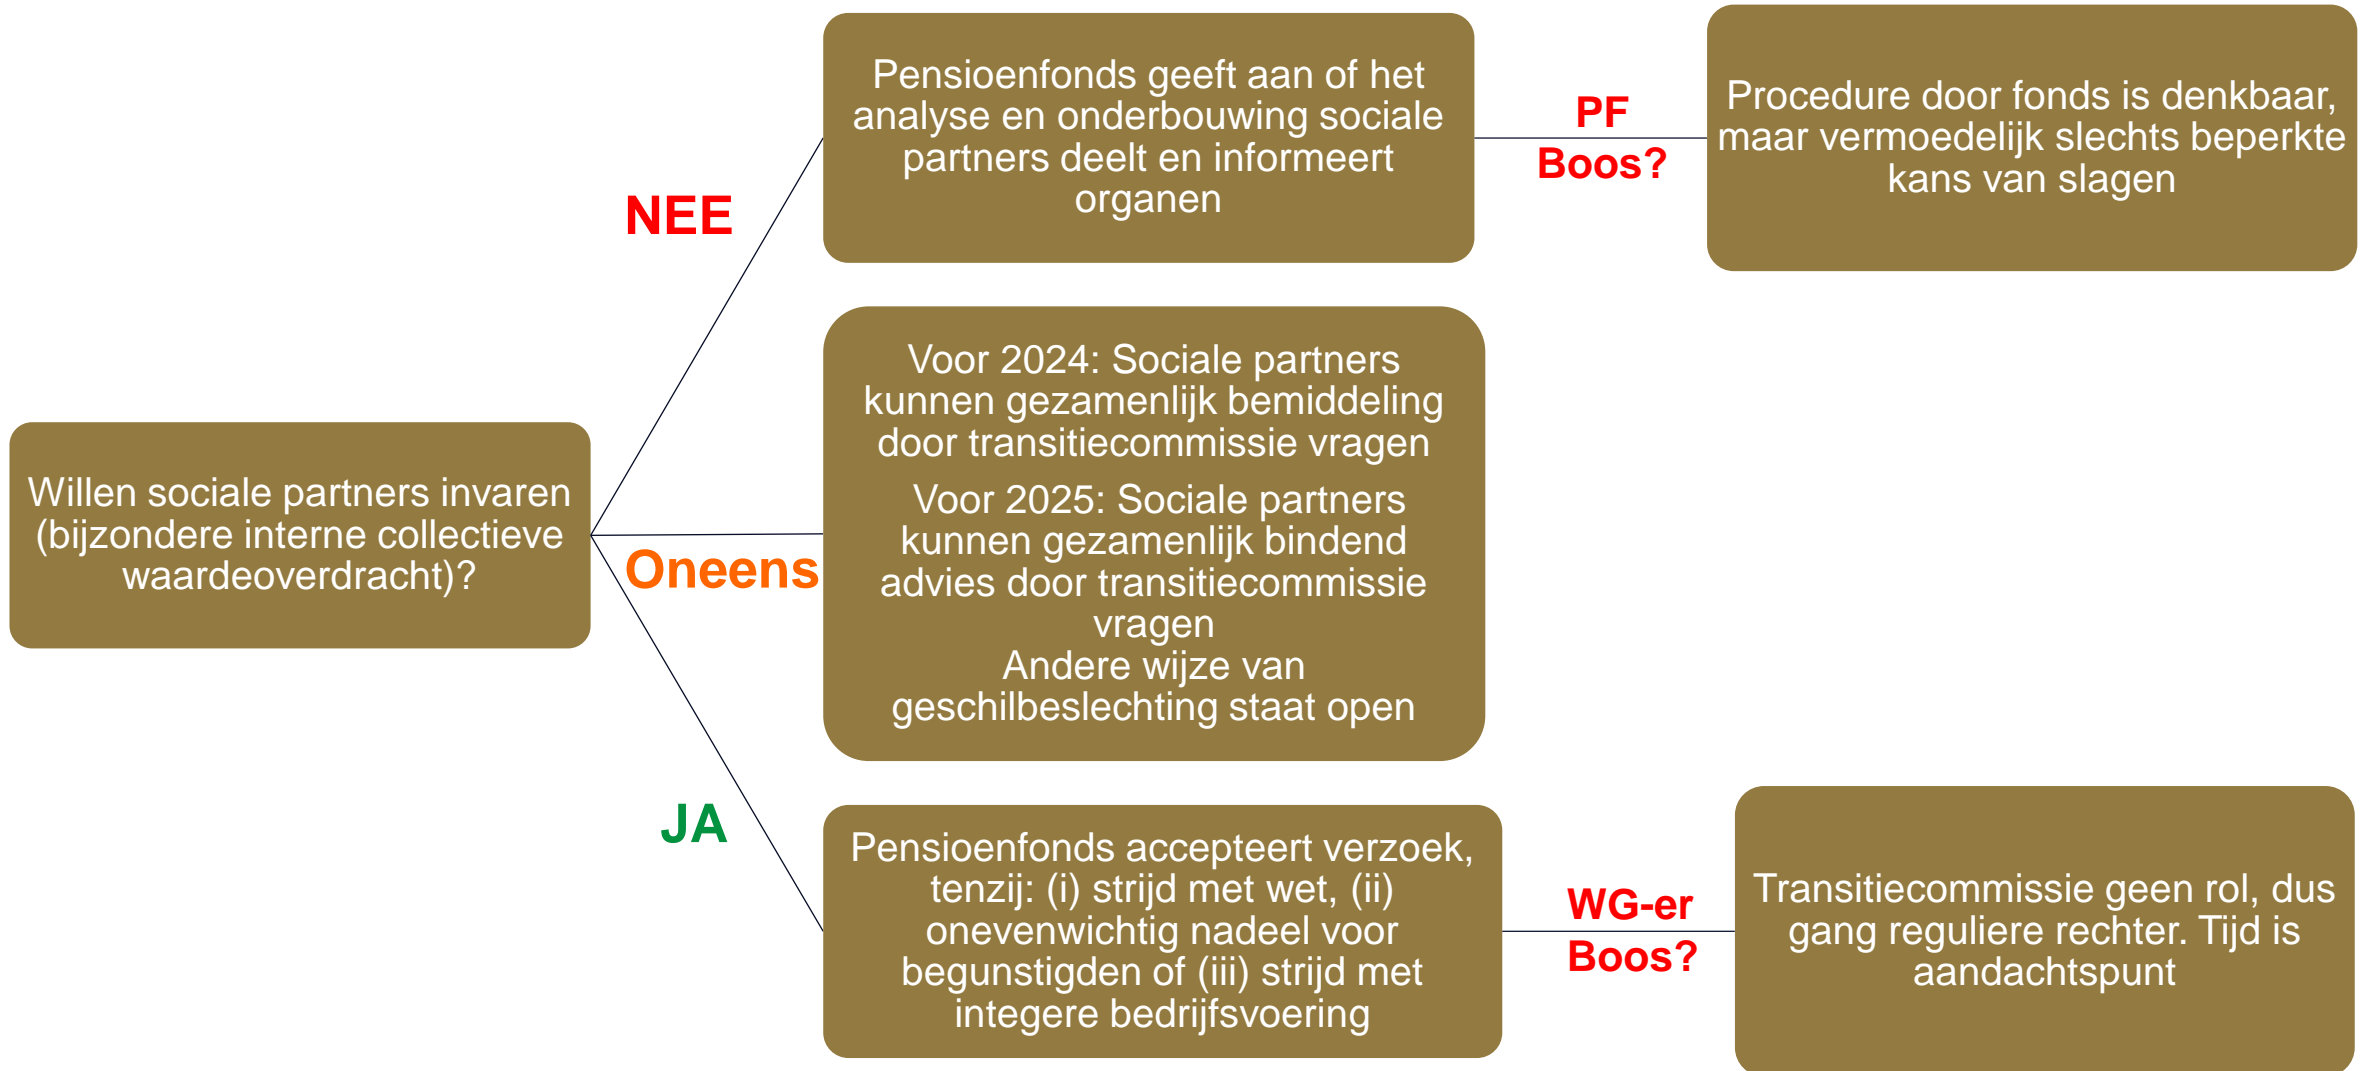 Willen sociale partners invaren
(bijzondere interne collectieve
waardeoverdracht)?
NEE
Pensioenfonds geeft aan of het
analyse en onderbouwing sociale
partners deelt en informeert
organen
PF
Boos?
Procedure door fonds is denkbaar,
maar vermoedelijk slechts beperkte
kans van slagen
Oneens
Voor 2024: Sociale partners
kunnen gezamenlijk bemiddeling
door transitiecommissie vragen
Voor 2025: Sociale partners
kunnen gezamenlijk bindend
advies door transitiecommissie
vragen
Andere wijze van
geschilbeslechting staat open
JA
Pensioenfonds accepteert verzoek,
tenzij: (i) strijd met wet, (ii)
onevenwichtig nadeel voor
begunstigden of (iii) strijd met
integere bedrijfsvoering
WG-er
Boos?
Transitiecommissie geen rol, dus
gang reguliere rechter. Tijd is
aandachtspunt